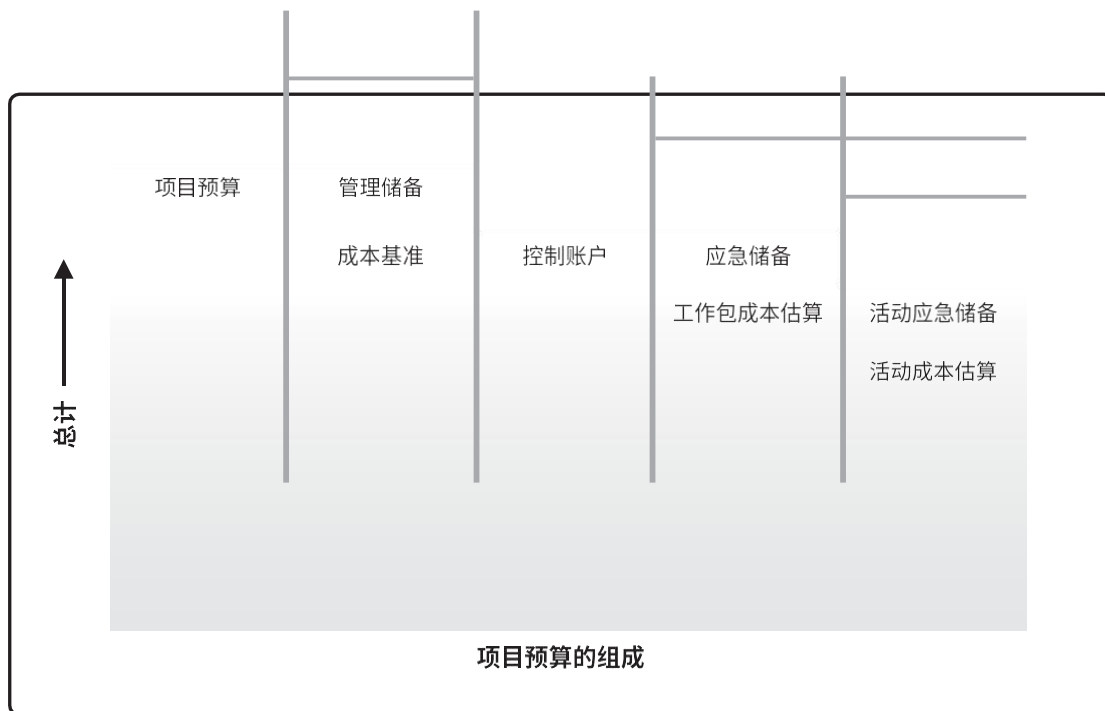 项目预算
管理储备
成本基准
控制账户
应急储备
工作包成本估算
活动应急储备
活动成本估算
总计
项目预算的组成